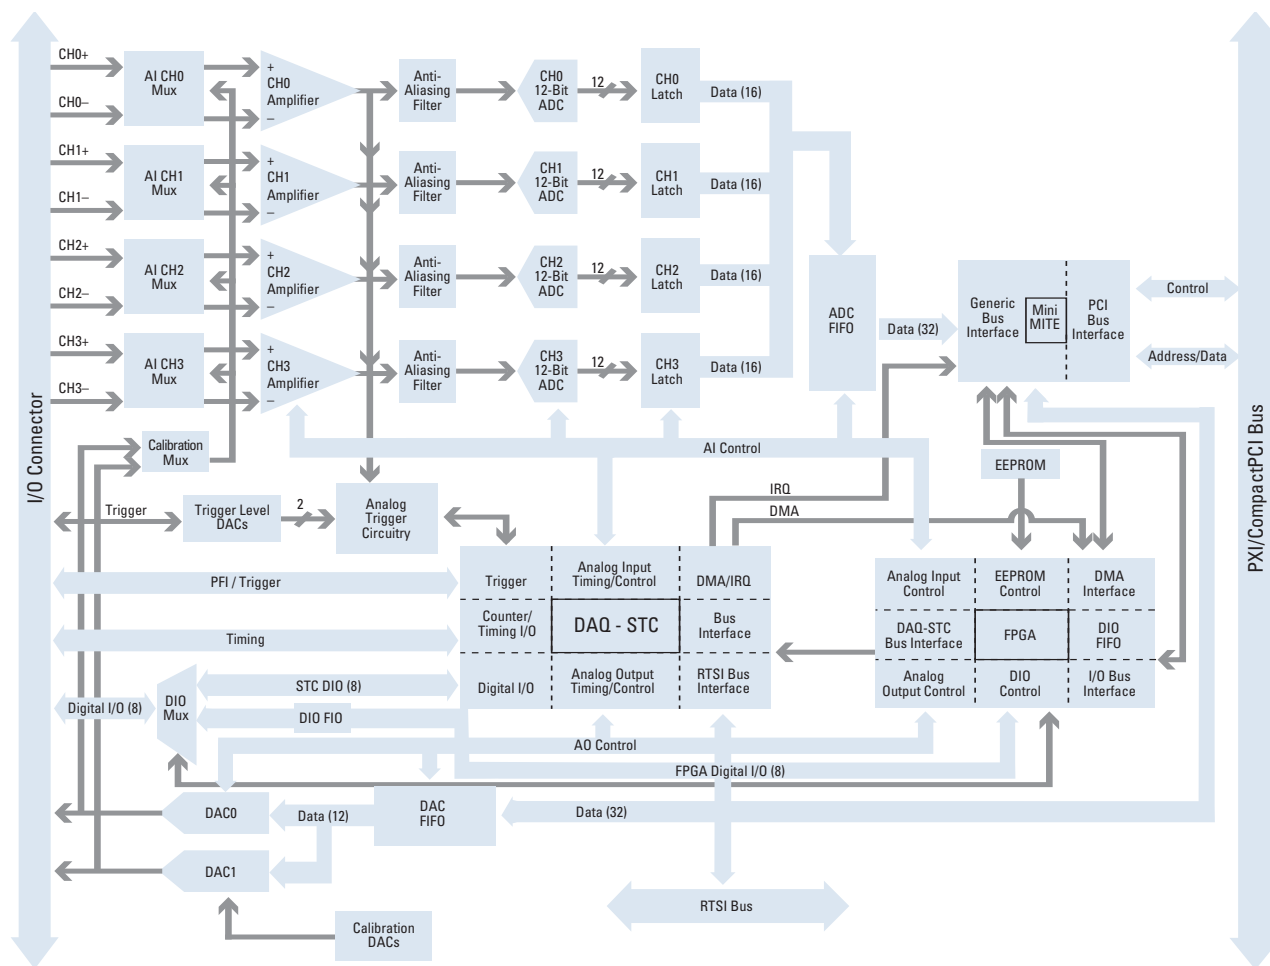 I/O Connector
PXI/CompactPCI Bus
CH0+
CH0–
CH1+
CH1–
CH2+
CH2–
CH3+
CH3–
AI CH0
Mux
+
CH0
Amplifier
–
Anti-
Aliasing
Filter
CH0
12-Bit
ADC
12
CH0
Latch
Data (16)
AI CH1
Mux
+
CH1
Amplifier
–
Anti-
Aliasing
Filter
CH1
12-Bit
ADC
12
CH1
Latch
Data (16)
AI CH2
Mux
+
CH2
Amplifier
–
Anti-
Aliasing
Filter
CH2
12-Bit
ADC
12
CH2
Latch
Data (16)
AI CH3
Mux
+
CH3
Amplifier
–
Anti-
Aliasing
Filter
CH3
12-Bit
ADC
12
CH3
Latch
Data (16)
ADC
FIFO
Data (32)
Generic
Bus
Interface
Mini
MITE
PCI
Bus
Interface
Control
Address/Data
Calibration
Mux
AI Control
EEPROM
IRQ
DMA
Trigger
Trigger Level
DACs
2
Analog
Trigger
Circuitry
PFI / Trigger
Timing
Trigger
Analog Input
Timing/Control
DMA/IRQ
Counter/
Timing I/O
DAQ - STC
Bus
Interface
Digital I/O
Analog Output
Timing/Control
RTSI Bus
Interface
Analog Input
Control
EEPROM
Control
DMA
Interface
DAQ-STC
Bus Interface
FPGA
DIO
FIFO
Analog
Output Control
DIO
Control
I/O Bus
Interface
Digital I/O (8)
DIO
Mux
STC DIO (8)
DIO FIO
AO Control
FPGA Digital I/O (8)
DAC0
Data (12)
DAC
FIFO
Data (32)
DAC1
Calibration
DACs
RTSI Bus